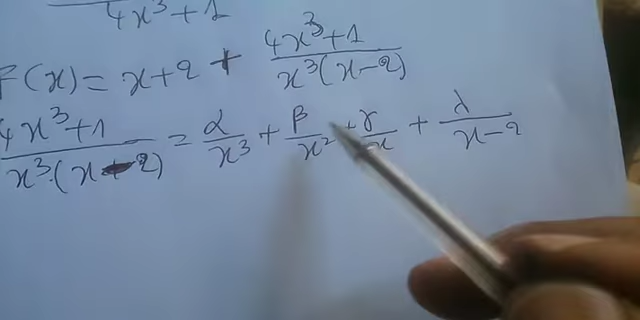 4x³+1
F(x) = x+2 + 4x³+1 / x³(x-2)
4x³+1 / x³.(x-2) = α/x³ + β/x² + γ/x + λ/x-2